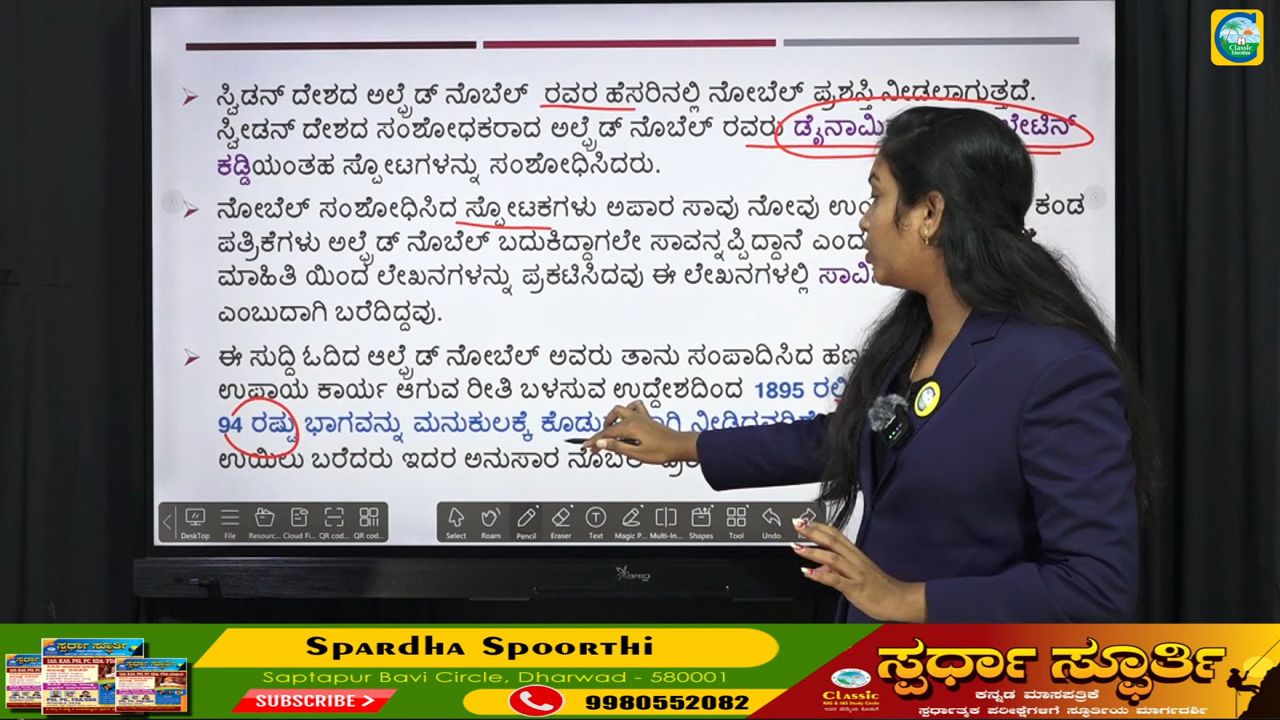 Classic
Education
ಸ್ವಿಡನ್ ದೇಶದ ಅಲ್ಫ್ರೆಡ್ ನೊಬೆಲ್ ರವರ ಹೆಸರಿನಲ್ಲಿ ನೋಬೆಲ್ ಪ್ರಶಸ್ತಿ ನೀಡಲಾಗುತ್ತದೆ.
ಸ್ವೀಡನ್ ದೇಶದ ಸಂಶೋಧಕರಾದ ಅಲ್ಫ್ರೆಡ್ ನೊಬೆಲ್ ರವರು
ಕಡ್ಡಿಯಂತಹ ಸ್ಪೋಟಗಳನ್ನು ಸಂಶೋಧಿಸಿದರು.
ನೋಬೆಲ್ ಸಂಶೋಧಿಸಿದ ಸ್ಪೋಟಕಗಳು ಅಪಾರ ಸಾವು ನೋವು ಕಂಡ
ಪತ್ರಿಕೆಗಳು ಅಲ್ಫ್ರೆಡ್ ನೊಬೆಲ್ ಬದುಕಿದ್ದಾಗಲೇ ಸಾವನ್ನಪ್ಪಿದ್ದಾನೆ
ಮಾಹಿತಿ ಯಿಂದ ಲೇಖನಗಳನ್ನು ಪ್ರಕಟಿಸಿದವು ಈ ಲೇಖನಗಳಲ್ಲಿ
ಎಂಬುದಾಗಿ ಬರೆದಿದ್ದವು.
ಈ ಸುದ್ದಿ ಓದಿದ ಆಲ್ಫ್ರೆಡ್ ನೋಬೆಲ್ ಅವರು ತಾನು ಸಂಪಾದಿಸಿದ
ಉಪಾಯ ಕಾರ್ಯ ಆಗುವ ರೀತಿ ಬಳಸುವ ಉದ್ದೇಶದಿಂದ 1895
94 ರಷ್ಟು ಭಾಗವನ್ನು ಮನುಕುಲಕ್ಕೆ
ಉಯಿಲು ಬರೆದರು ಇದರ ಅನುಸಾರ
DeskTop File Resourc... Cloud Fi... QR cod... QR cod... Select Roam Pencil Eraser Text Magic P... Multi-In... Shapes Tool Undo
Spardha Spoorthi
Saptapur Bavi Circle, Dharwad - 580001
SUBSCRIBE
9980552082
Classic
ಸ್ಪರ್ಧಾ ಸ್ಫೂರ್ತಿ
ಕನ್ನಡ ಮಾಸಪತ್ರಿಕೆ
ಸ್ಪರ್ಧಾತ್ಮಕ ಪರೀಕ್ಷೆಗಳಿಗೆ ಸ್ಫೂರ್ತಿಯ ಮಾರ್ಗದರ್ಶಿ